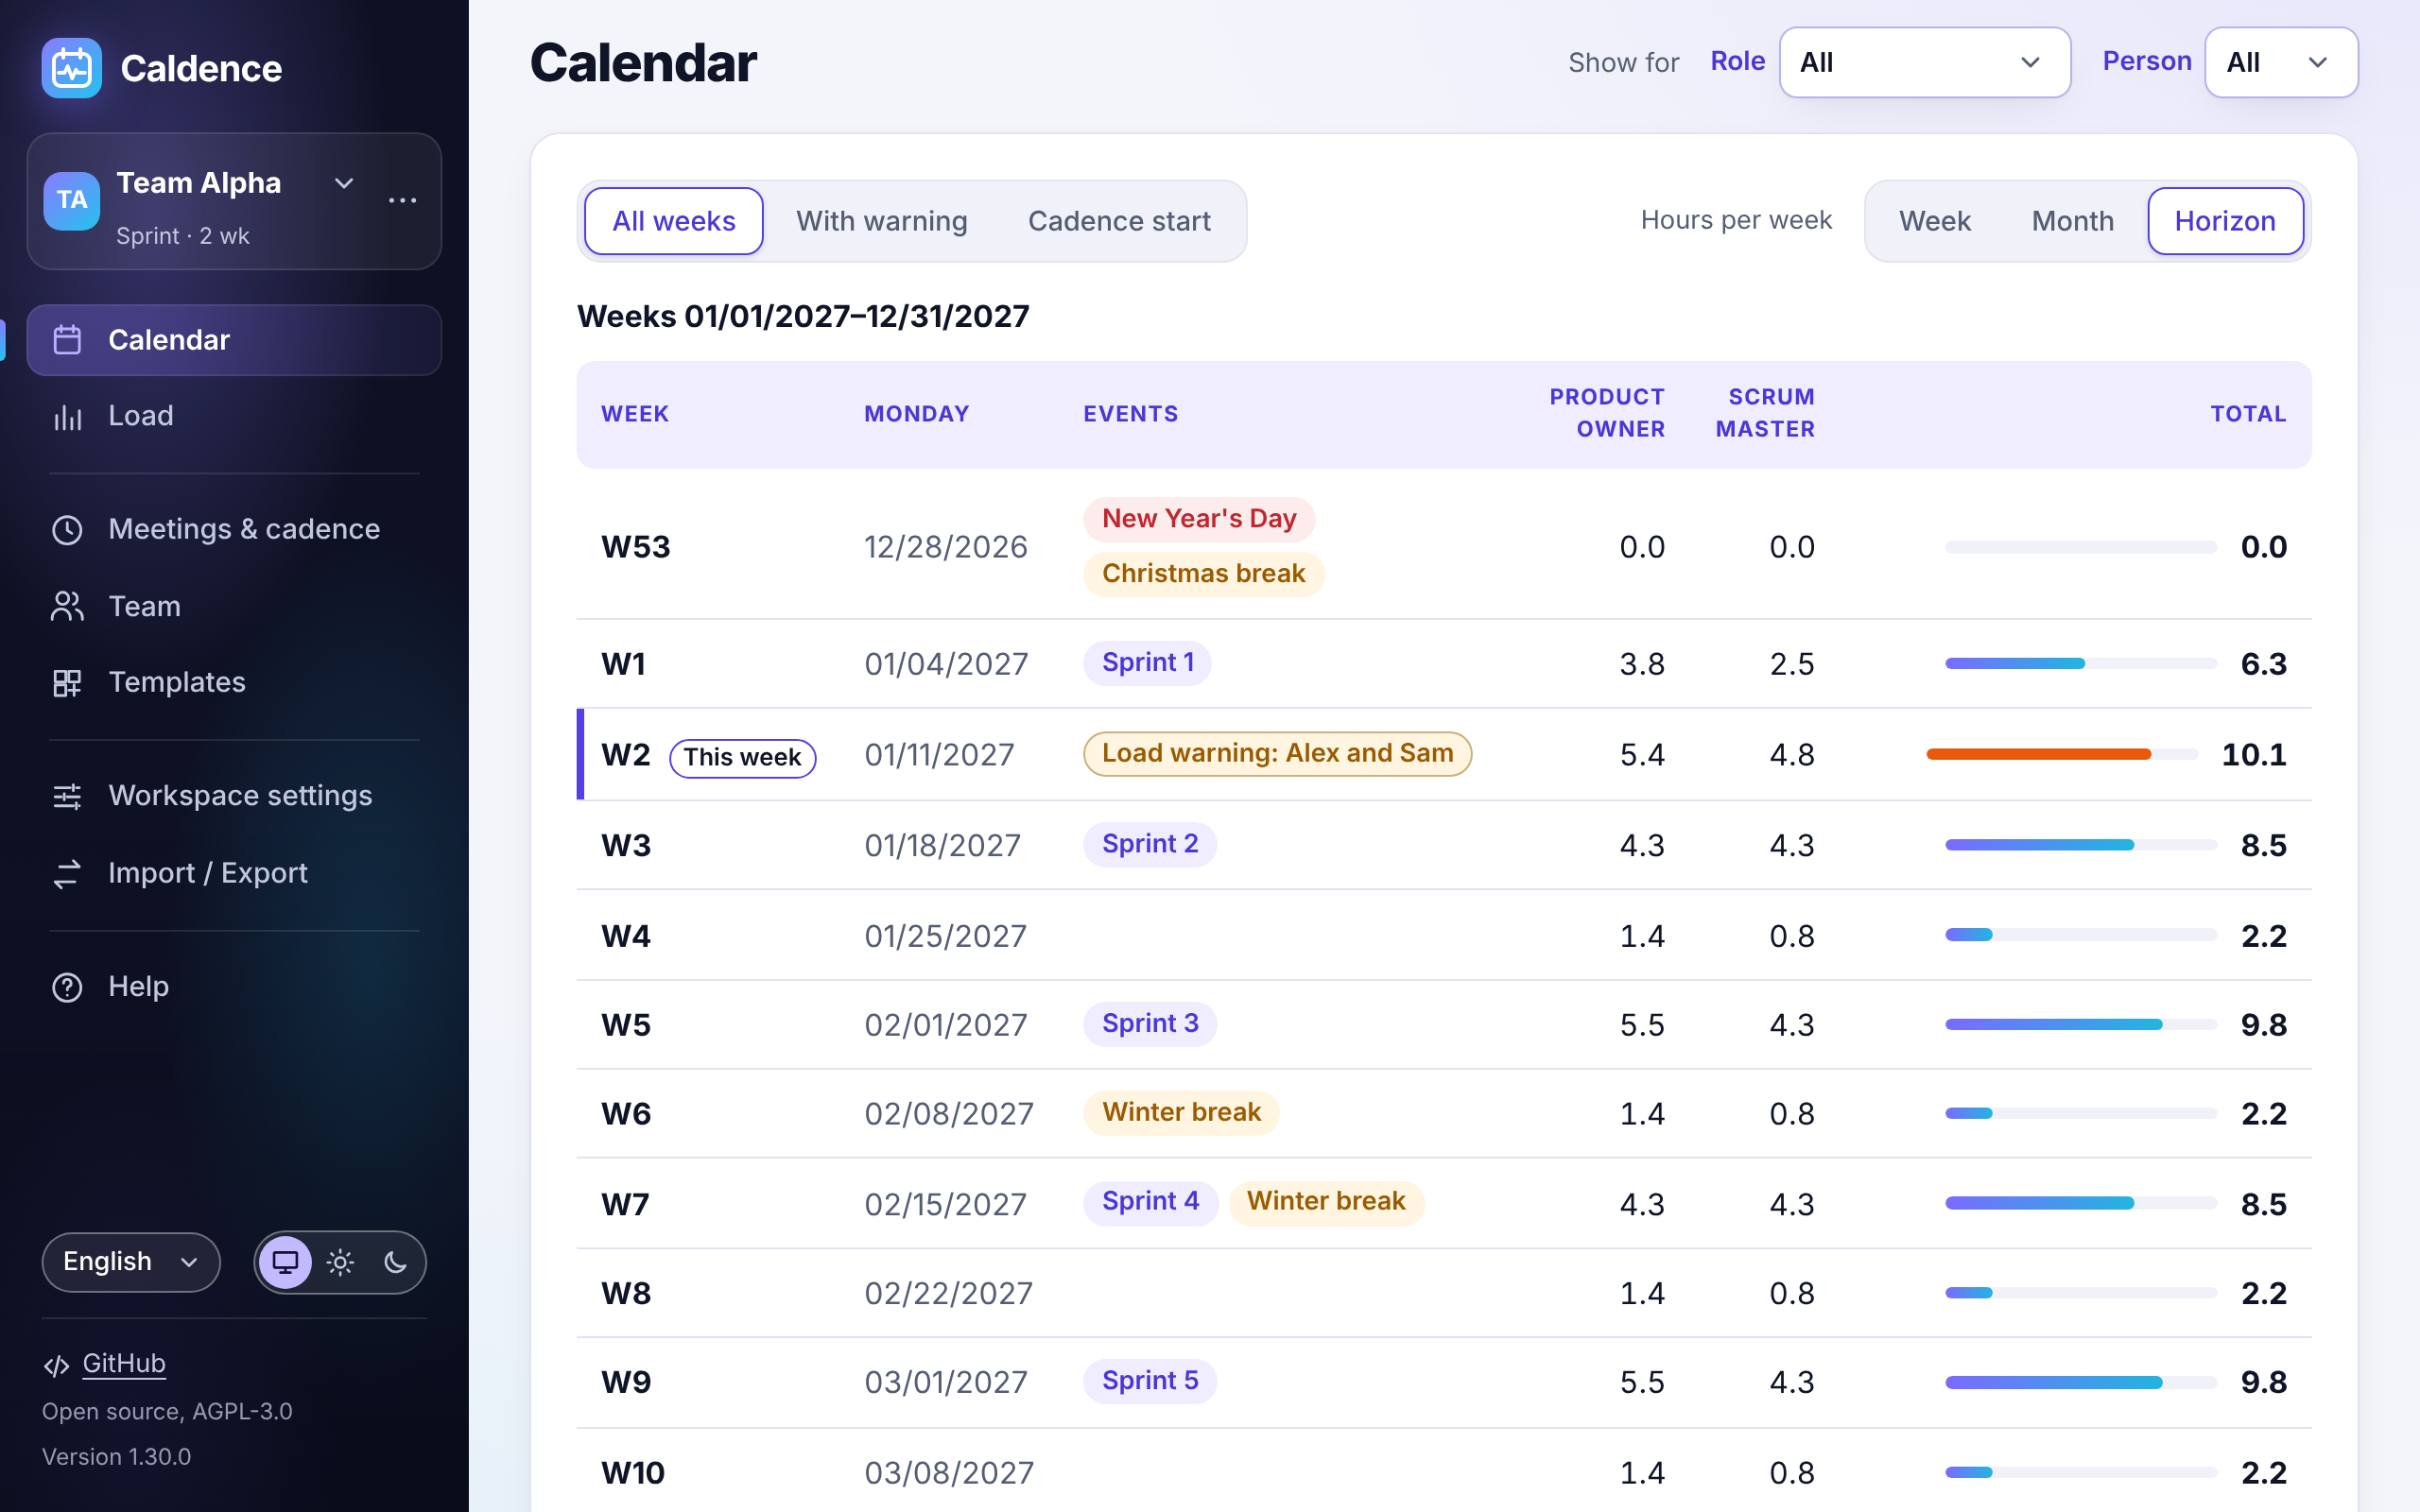 Caldence
TA
Team Alpha
Sprint · 2 wk
Calendar
Load
Meetings & cadence
Team
Templates
Workspace settings
Import / Export
Help
English
GitHub
Open source, AGPL-3.0
Version 1.30.0
Calendar
Show for Role All Person All
All weeks With warning Cadence start
Hours per week Week Month Horizon
Weeks 01/01/2027–12/31/2027
WEEK MONDAY EVENTS PRODUCT OWNER SCRUM MASTER TOTAL
W53 12/28/2026 New Year's Day Christmas break 0.0 0.0 0.0
W1 01/04/2027 Sprint 1 3.8 2.5 6.3
W2 This week 01/11/2027 Load warning: Alex and Sam 5.4 4.8 10.1
W3 01/18/2027 Sprint 2 4.3 4.3 8.5
W4 01/25/2027 1.4 0.8 2.2
W5 02/01/2027 Sprint 3 5.5 4.3 9.8
W6 02/08/2027 Winter break 1.4 0.8 2.2
W7 02/15/2027 Sprint 4 Winter break 4.3 4.3 8.5
W8 02/22/2027 1.4 0.8 2.2
W9 03/01/2027 Sprint 5 5.5 4.3 9.8
W10 03/08/2027 1.4 0.8 2.2